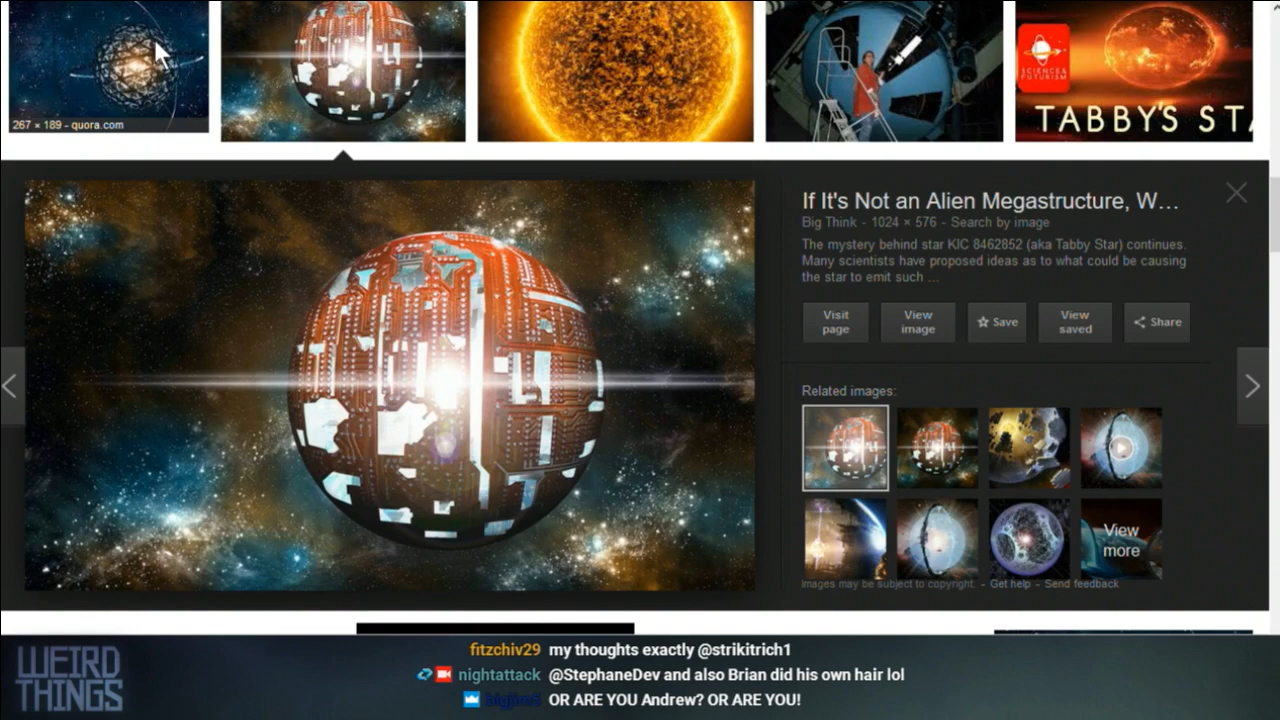 267 × 189 - quora.com
SCIENCE &
FUTURISM
TABBY'S ST
If It's Not an Alien Megastructure, W...
Big Think - 1024 × 576 - Search by image
The mystery behind star KIC 8462852 (aka Tabby Star) continues.
Many scientists have proposed ideas as to what could be causing
the star to emit such ...
Visit page
View image
Save
View saved
Share
Related images:
View more
Images may be subject to copyright. - Get help - Send feedback
WEIRD
THINGS
fitzchiv29 my thoughts exactly @strikitrich1
nightattack @StephaneDev and also Brian did his own hair lol
OR ARE YOU Andrew? OR ARE YOU!